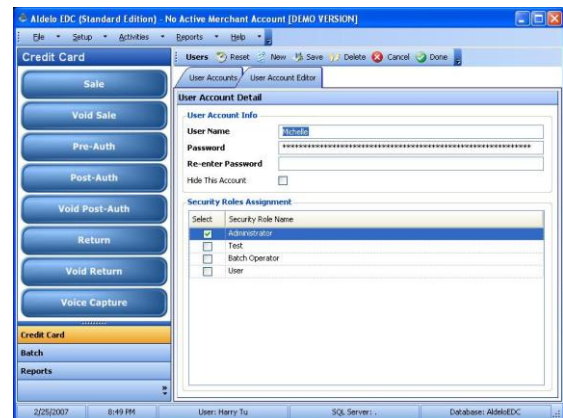 Aldelo EDC (Standard Edition) - No Active Merchant Account [DEMO VERSION]
File Setup Activities Reports Help
Credit Card
Users Reset New Save Delete Cancel Done
Sale
Void Sale
Pre-Auth
Post-Auth
Void Post-Auth
Return
Void Return
Voice Capture
Credit Card
Batch
Reports
User Accounts User Account Editor
User Account Detail
User Account Info
User Name Michelle
Password
Re-enter Password
Hide This Account
Security Roles Assignment
Select Security Role Name
Administrator
Test
Batch Operator
User
2/25/2007 8:49 PM User: Harry Tu SQL Server: . Database: AldeloEDC